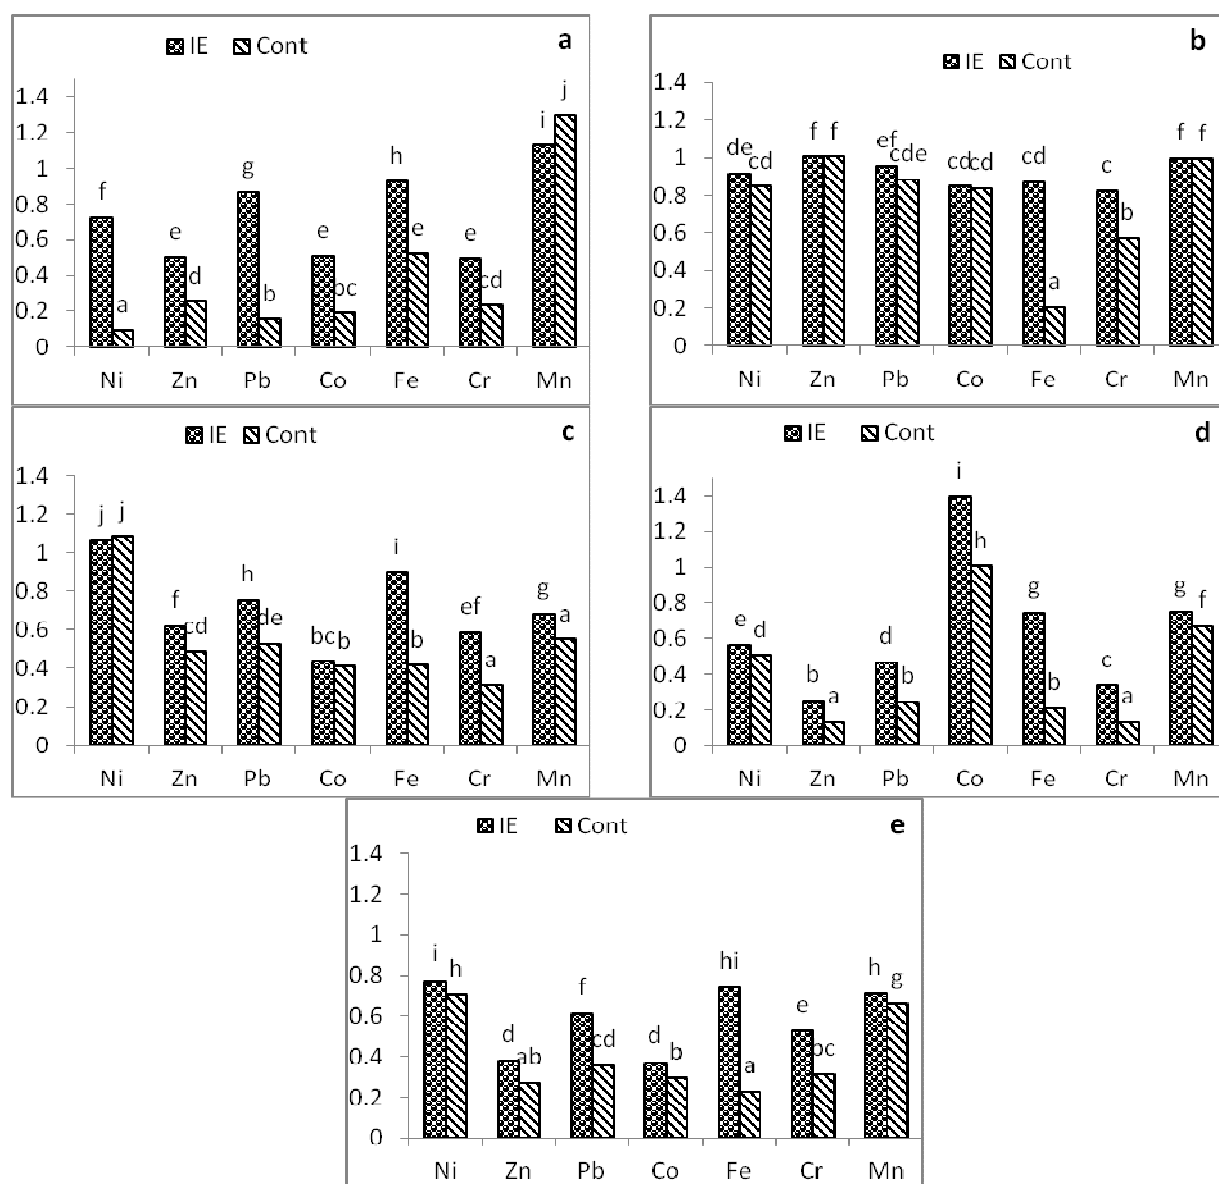 IE Cont a
1.4
1.2
1
0.8
0.6
0.4
0.2
0
f a e d g b e bc h e e cd i j
Ni Zn Pb Co Fe Cr Mn
IE Cont b
1.4
1.2
1
0.8
0.6
0.4
0.2
0
de cd f f ef cde cd cd cd a c b f f
Ni Zn Pb Co Fe Cr Mn
IE Cont c
1.4
1.2
1
0.8
0.6
0.4
0.2
0
j j f cd h de bc b i b ef a g a
Ni Zn Pb Co Fe Cr Mn
IE Cont d
1.4
1.2
1
0.8
0.6
0.4
0.2
0
e d b a d b i h g b c a g f
Ni Zn Pb Co Fe Cr Mn
IE Cont e
1.4
1.2
1
0.8
0.6
0.4
0.2
0
i h d ab f cd d b hi a e bc h g
Ni Zn Pb Co Fe Cr Mn